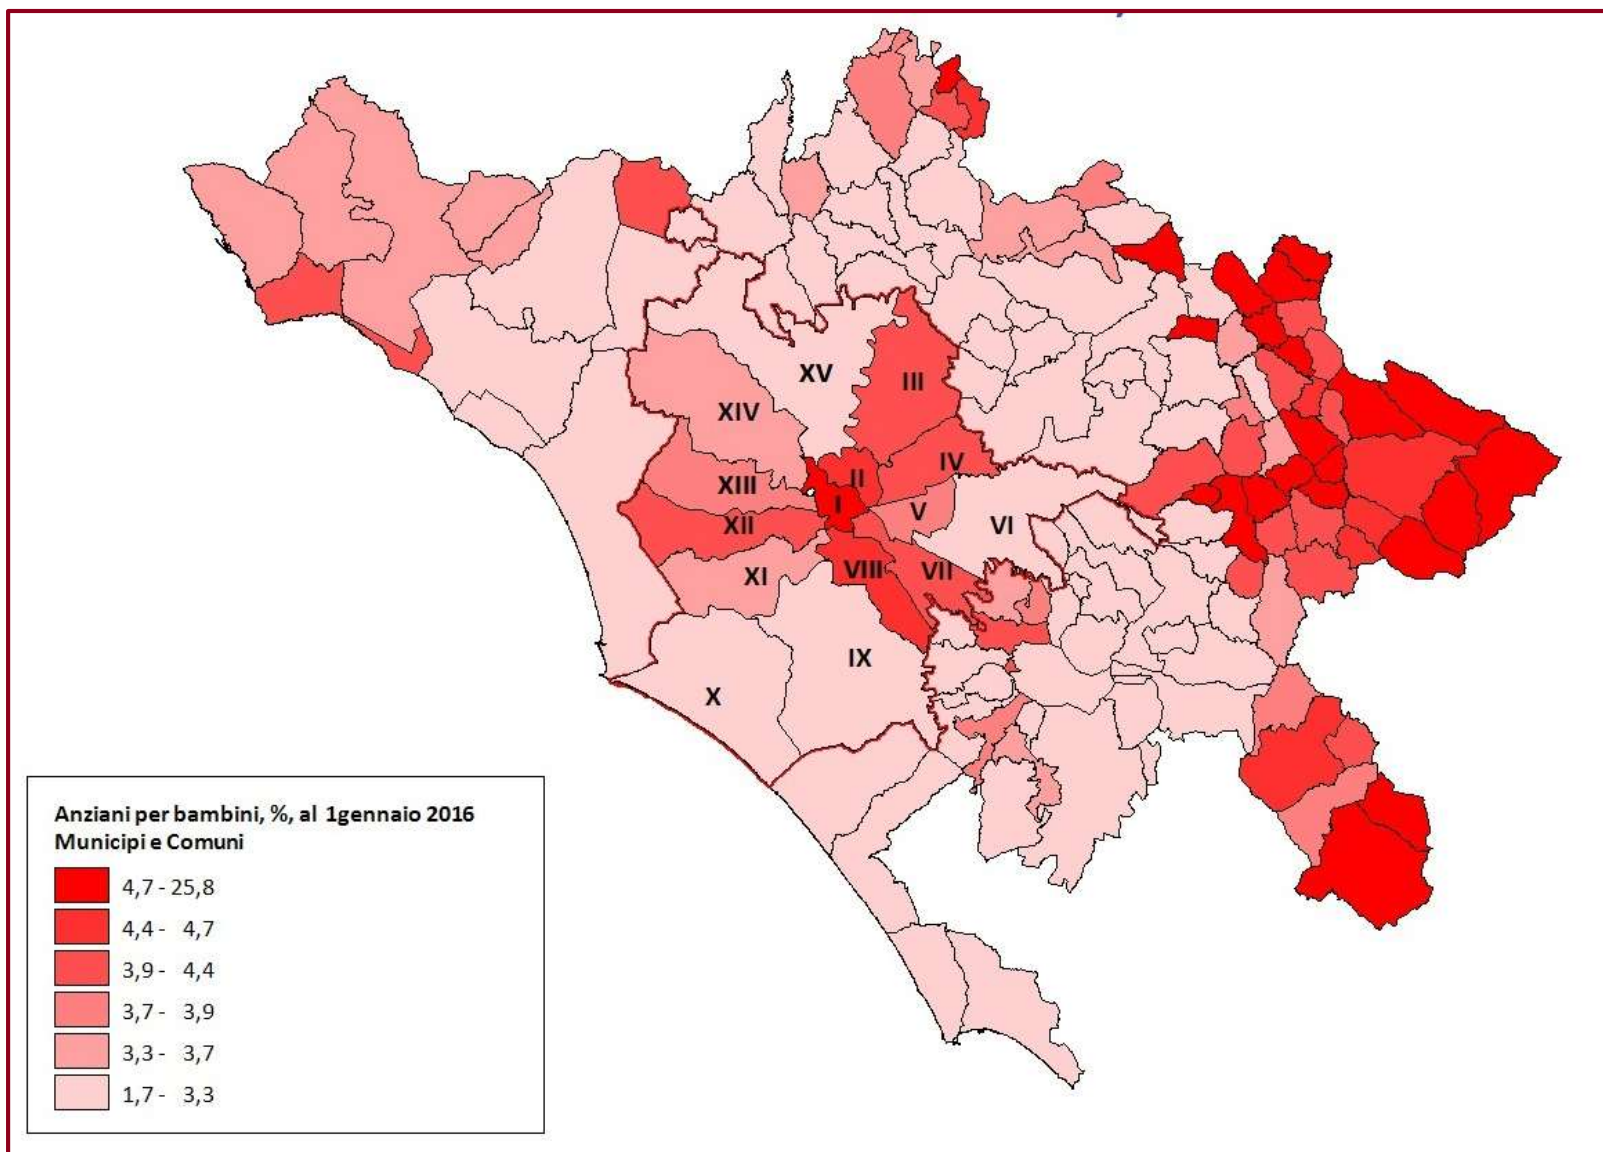 XV
III
XIV
II
IV
XIII
I
V
XII
VI
XI
VIII
VII
IX
X
Anziani per bambini, %, al 1gennaio 2016
Municipi e Comuni
4,7 - 25,8
4,4 - 4,7
3,9 - 4,4
3,7 - 3,9
3,3 - 3,7
1,7 - 3,3